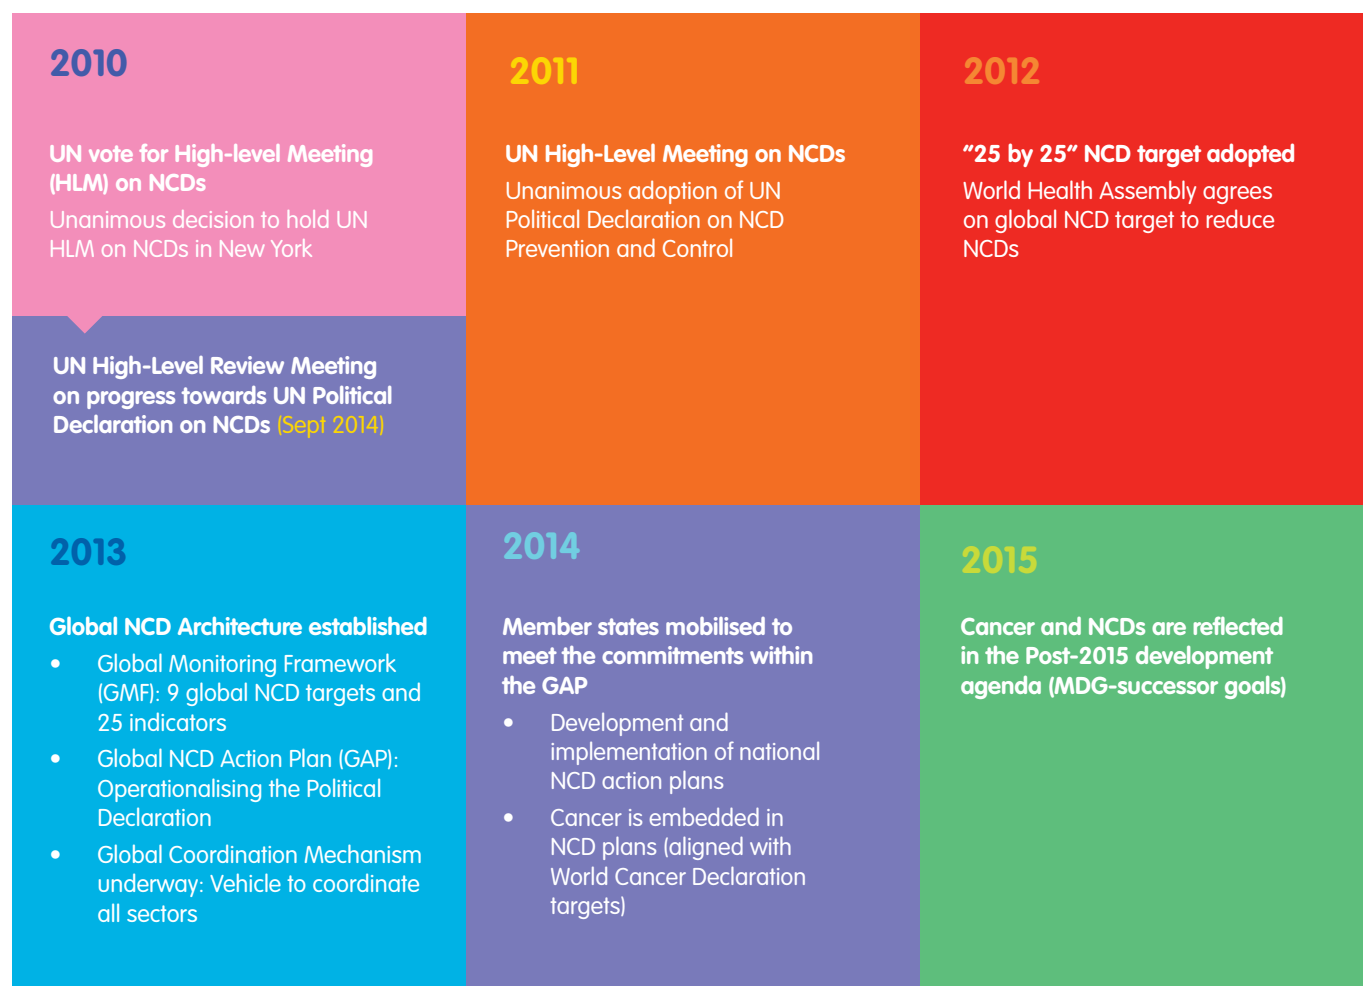 2010
UN vote for High-level Meeting
(HLM) on NCDs
Unanimous decision to hold UN
HLM on NCDs in New York
UN High-Level Review Meeting
on progress towards UN Political
Declaration on NCDs (Sept 2014)
2011
UN High-Level Meeting on NCDs
Unanimous adoption of UN
Political Declaration on NCD
Prevention and Control
2012
"25 by 25" NCD target adopted
World Health Assembly agrees
on global NCD target to reduce
NCDs
2013
Global NCD Architecture established
• Global Monitoring Framework
(GMF): 9 global NCD targets and
25 indicators
• Global NCD Action Plan (GAP):
Operationalising the Political
Declaration
• Global Coordination Mechanism
underway: Vehicle to coordinate
all sectors
2014
Member states mobilised to
meet the commitments within
the GAP
• Development and
implementation of national
NCD action plans
• Cancer is embedded in
NCD plans (aligned with
World Cancer Declaration
targets)
2015
Cancer and NCDs are reflected
in the Post-2015 development
agenda (MDG-successor goals)